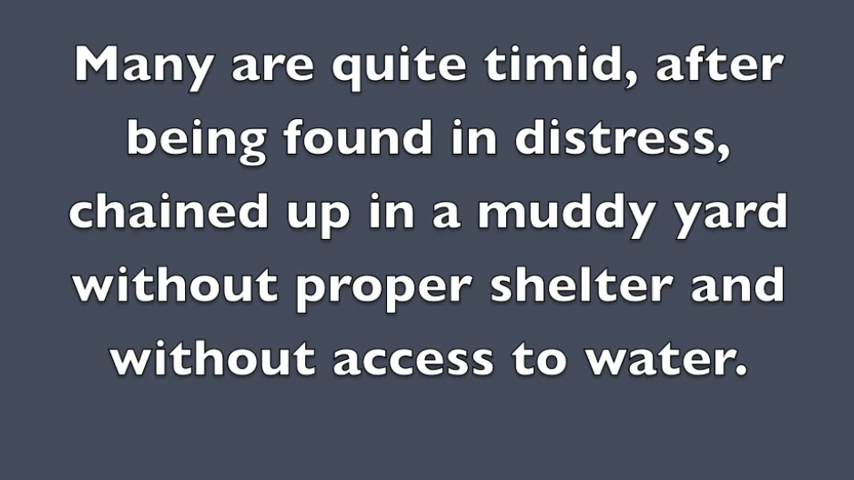 Many are quite timid, after
being found in distress,
chained up in a muddy yard
without proper shelter and
without access to water.